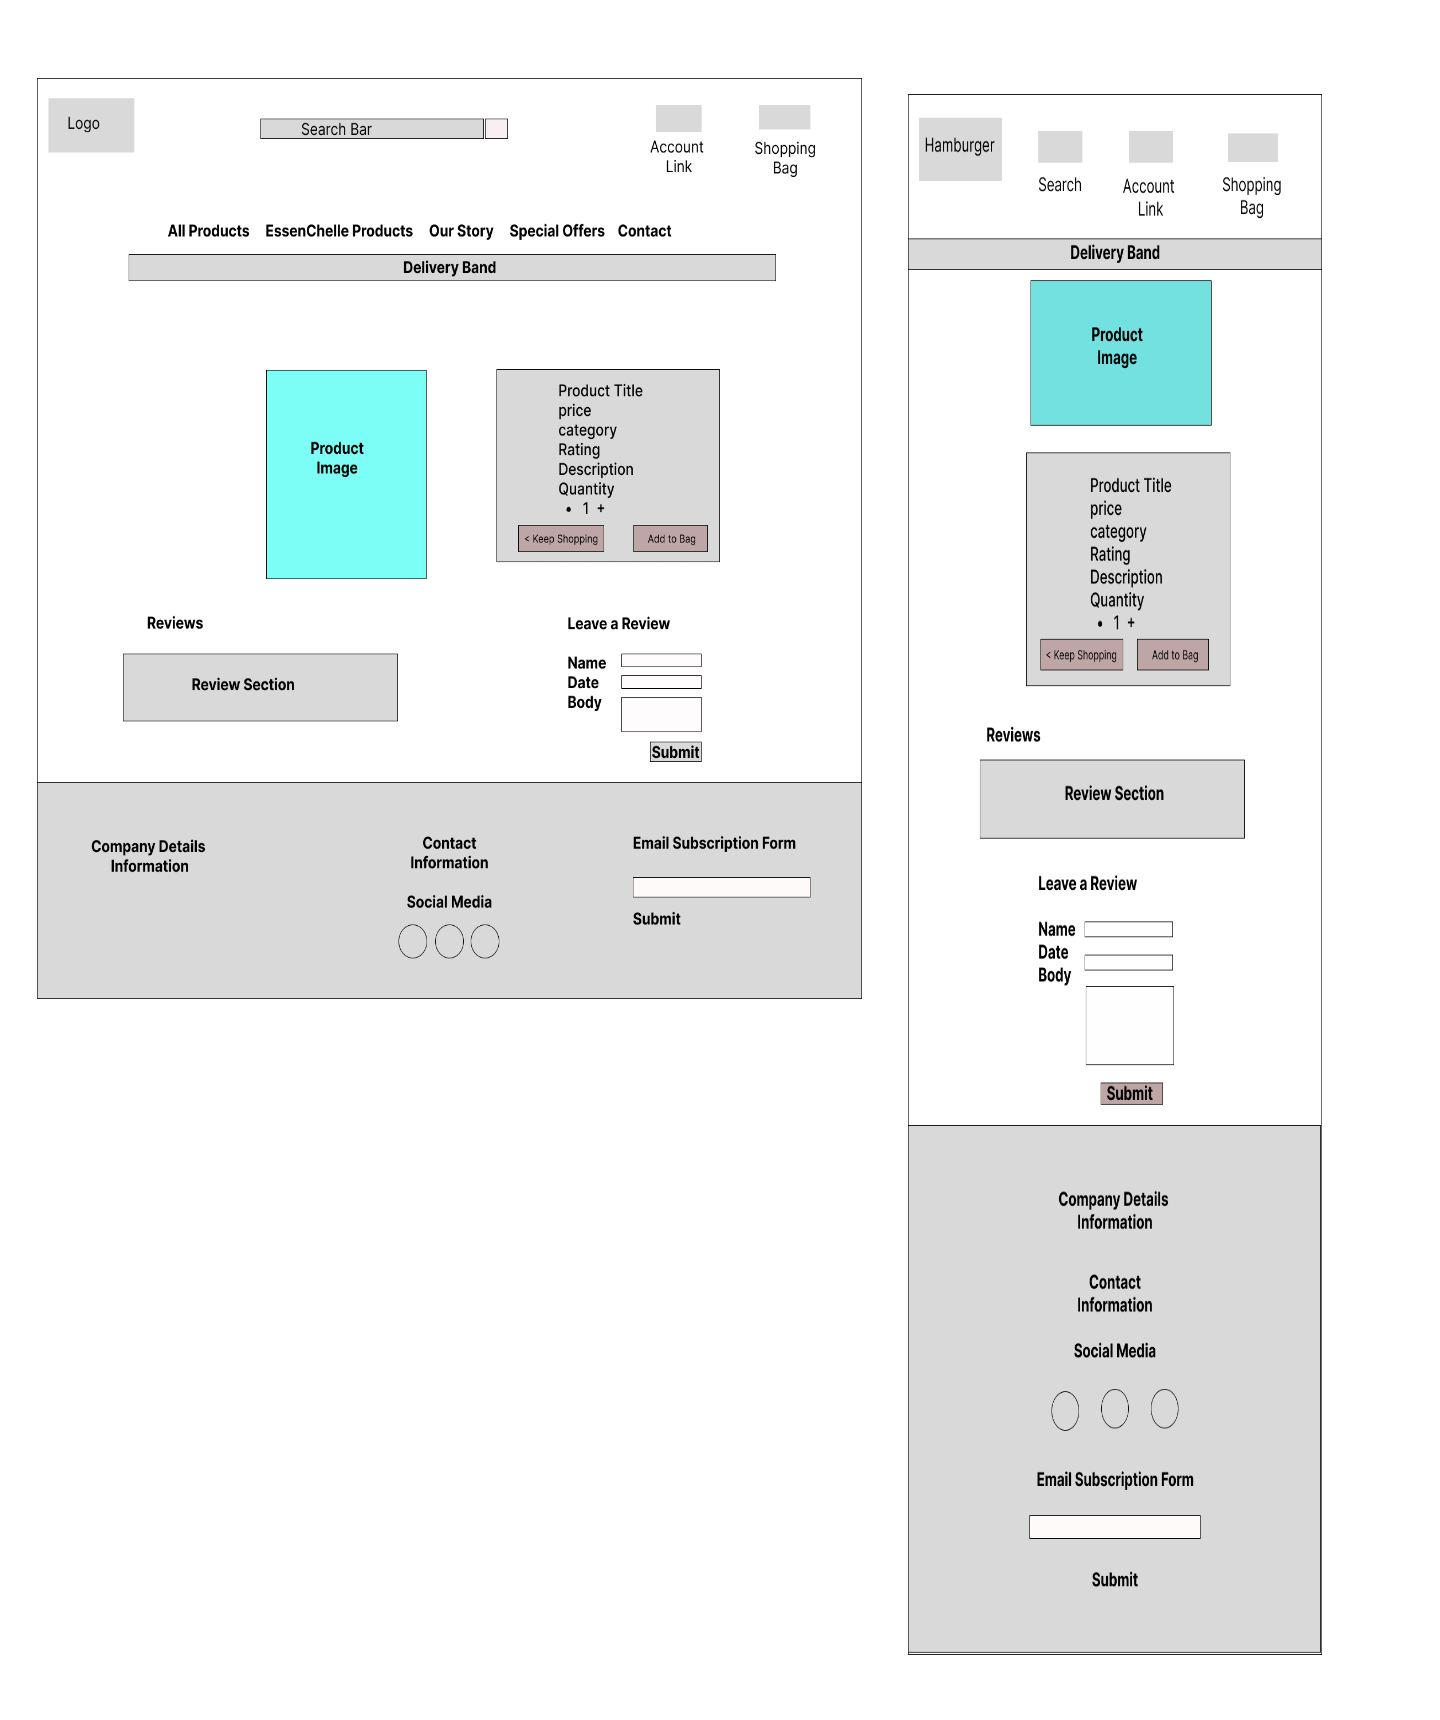 Logo
Search Bar
Account
Link
Shopping
Bag
All Products EssenChelle Products Our Story Special Offers Contact
Delivery Band
Product
Image
Product Title
price
category
Rating
Description
Quantity
• 1 +
< Keep Shopping
Add to Bag
Reviews
Review Section
Leave a Review
Name
Date
Body
Submit
Company Details
Information
Contact
Information
Social Media
Email Subscription Form
Submit
Hamburger
Search
Account
Link
Shopping
Bag
Delivery Band
Product
Image
Product Title
price
category
Rating
Description
Quantity
• 1 +
< Keep Shopping
Add to Bag
Reviews
Review Section
Leave a Review
Name
Date
Body
Submit
Company Details
Information
Contact
Information
Social Media
Email Subscription Form
Submit